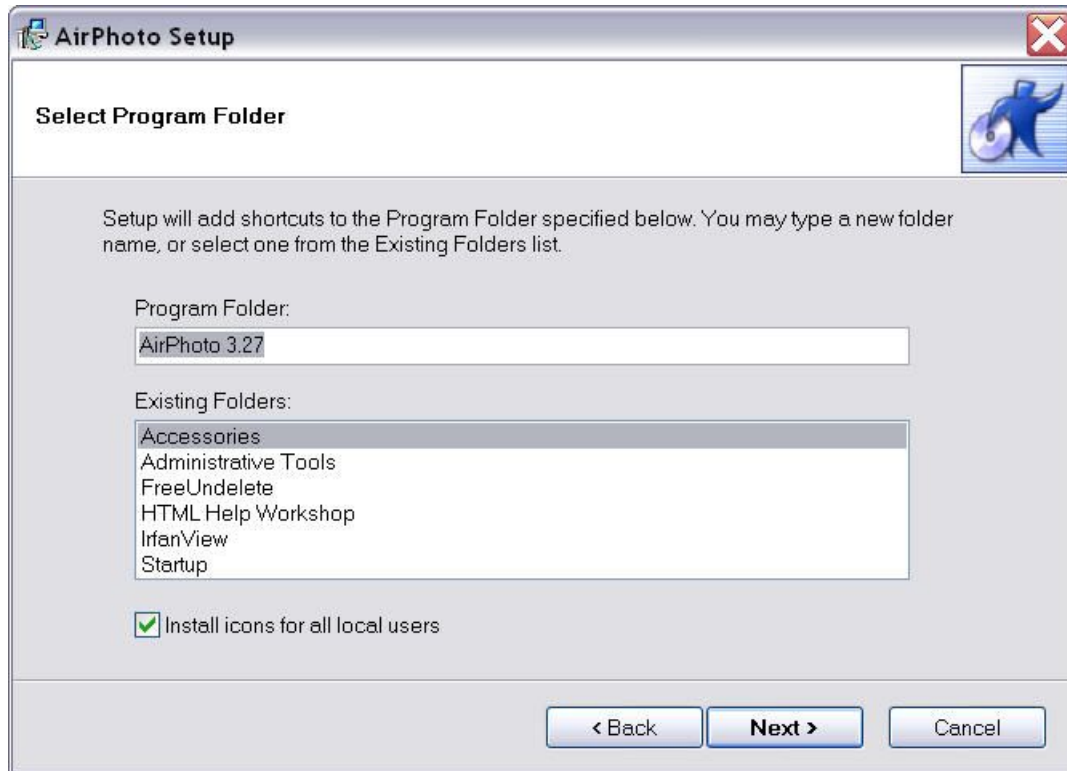 AirPhoto Setup
Select Program Folder
Setup will add shortcuts to the Program Folder specified below. You may type a new folder
name, or select one from the Existing Folders list.
Program Folder:
AirPhoto 3.27
Existing Folders:
Accessories
Administrative Tools
FreeUndelete
HTML Help Workshop
IrfanView
Startup
Install icons for all local users
< Back Next > Cancel